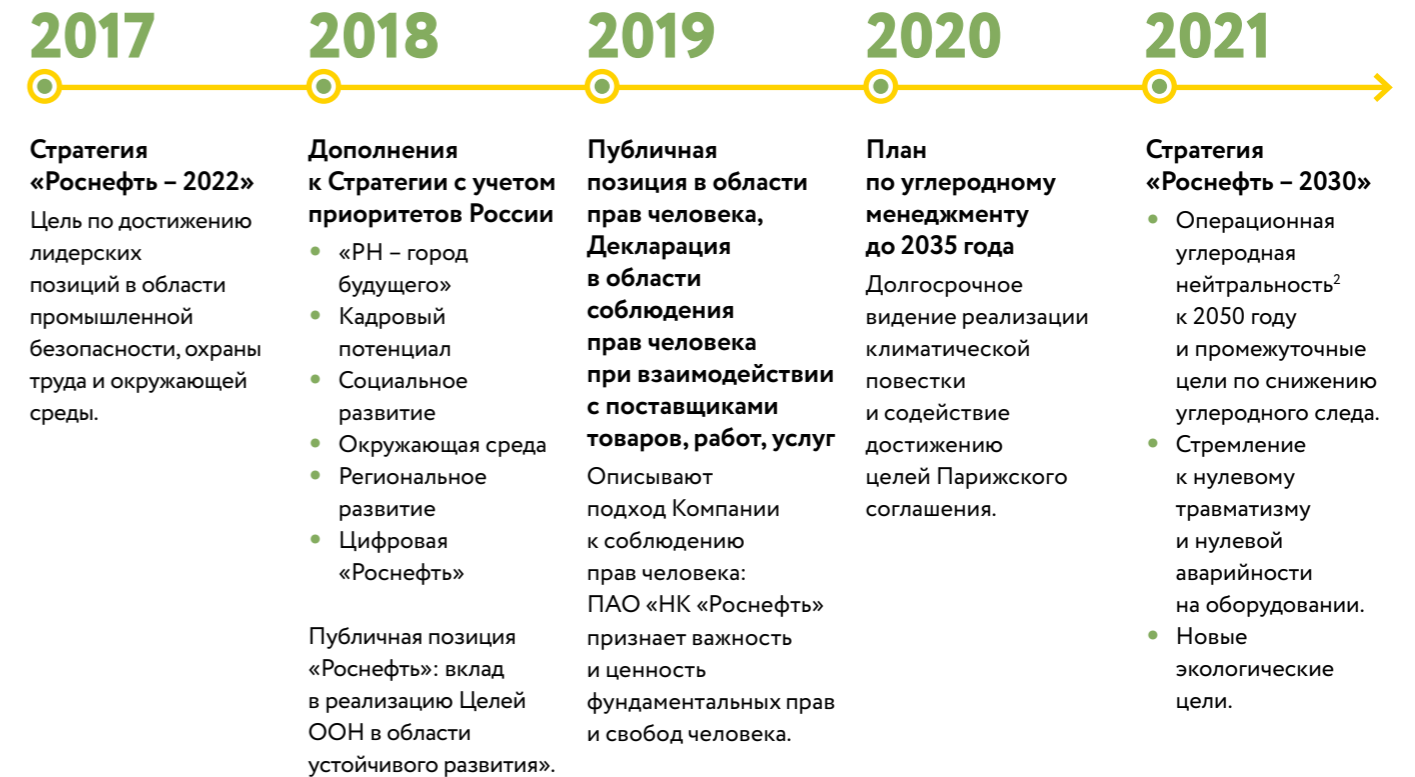 2017
Стратегия
«Роснефть – 2022»
Цель по достижению
лидерских
позиций в области
промышленной
безопасности, охраны
труда и окружающей
среды.
2018
Дополнения
к Стратегии с учетом
приоритетов России
• «РН – город
будущего»
• Кадровый
потенциал
• Социальное
развитие
• Окружающая среда
• Региональное
развитие
• Цифровая
«Роснефть»
Публичная позиция
«Роснефть»: вклад
в реализацию Целей
ООН в области
устойчивого развития».
2019
Публичная
позиция в области
прав человека,
Декларация
в области
соблюдения
прав человека
при взаимодействии
с поставщиками
товаров, работ, услуг
Описывают
подход Компании
к соблюдению
прав человека:
ПАО «НК «Роснефть»
признает важность
и ценность
фундаментальных прав
и свобод человека.
2020
План
по углеродному
менеджменту
до 2035 года
Долгосрочное
видение реализации
климатической
повестки
и содействие
достижению
целей Парижского
соглашения.
2021
Стратегия
«Роснефть – 2030»
• Операционная
углеродная
нейтральность²
к 2050 году
и промежуточные
цели по снижению
углеродного следа.
• Стремление
к нулевому
травматизму
и нулевой
аварийности
на оборудовании.
• Новые
экологические
цели.